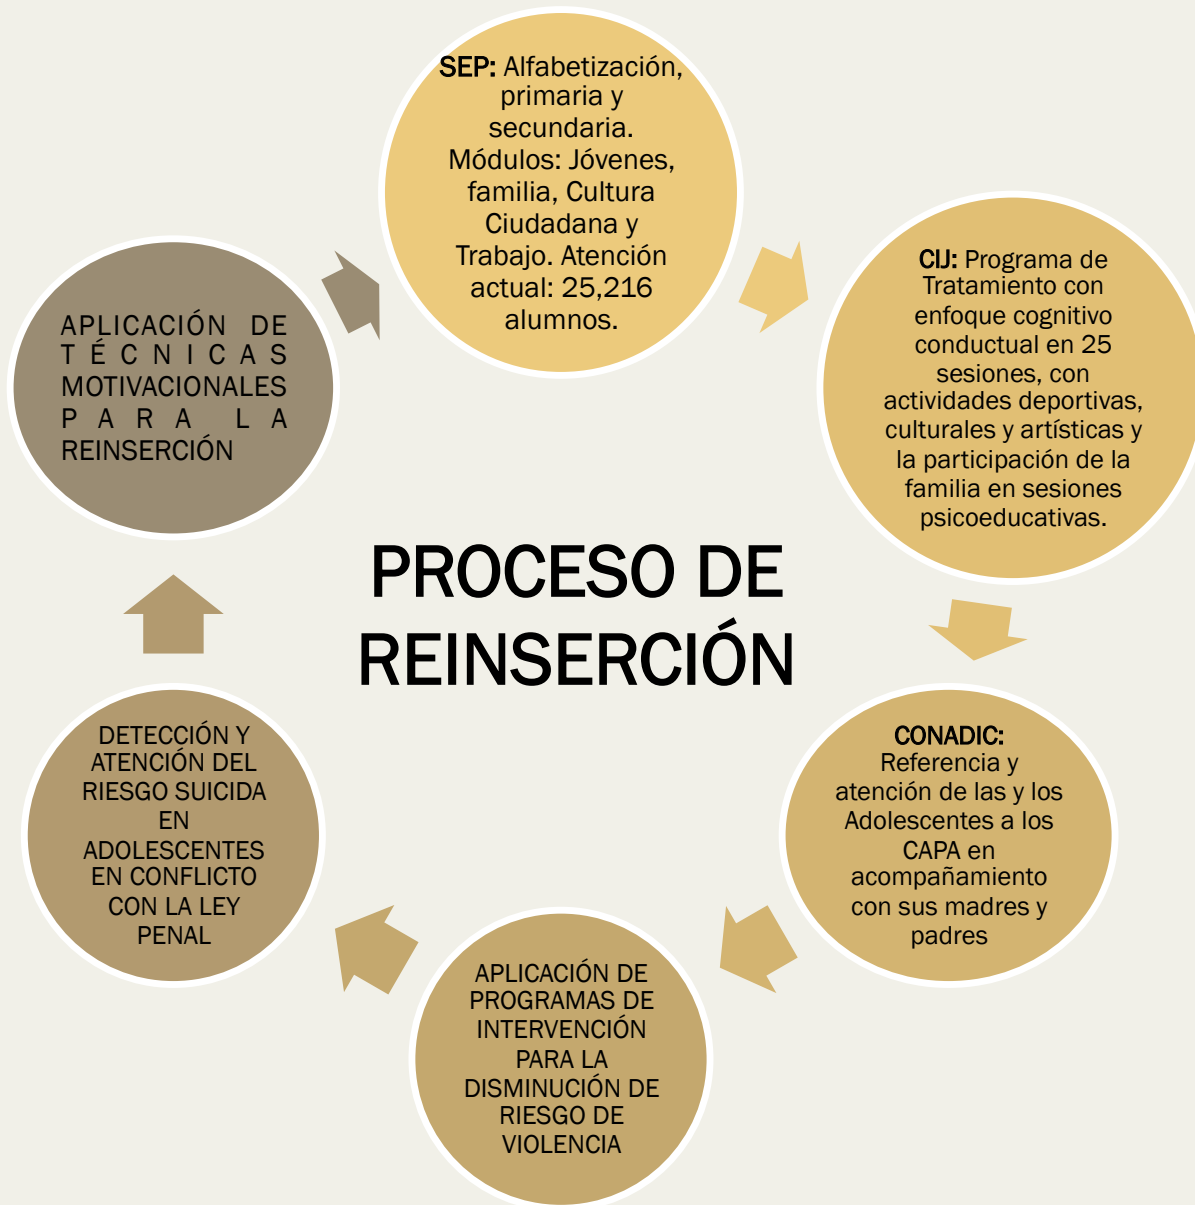 SEP: Alfabetización,
primaria y
secundaria.
Módulos: Jóvenes,
familia, Cultura
Ciudadana y
Trabajo. Atención
actual: 25,216
alumnos.
CIJ: Programa de
Tratamiento con
enfoque cognitivo
conductual en 25
sesiones, con
actividades deportivas,
culturales y artísticas y
la participación de la
familia en sesiones
psicoeducativas.
CONADIC:
Referencia y
atención de las y los
Adolescentes a los
CAPA en
acompañamiento
con sus madres y
padres
APLICACIÓN DE
PROGRAMAS DE
INTERVENCIÓN
PARA LA
DISMINUCIÓN DE
RIESGO DE
VIOLENCIA
DETECCIÓN Y
ATENCIÓN DEL
RIESGO SUICIDA
EN
ADOLESCENTES
EN CONFLICTO
CON LA LEY
PENAL
APLICACIÓN DE
TÉCNICAS
MOTIVACIONALES
PARA LA
REINSERCIÓN
PROCESO DE
REINSERCIÓN